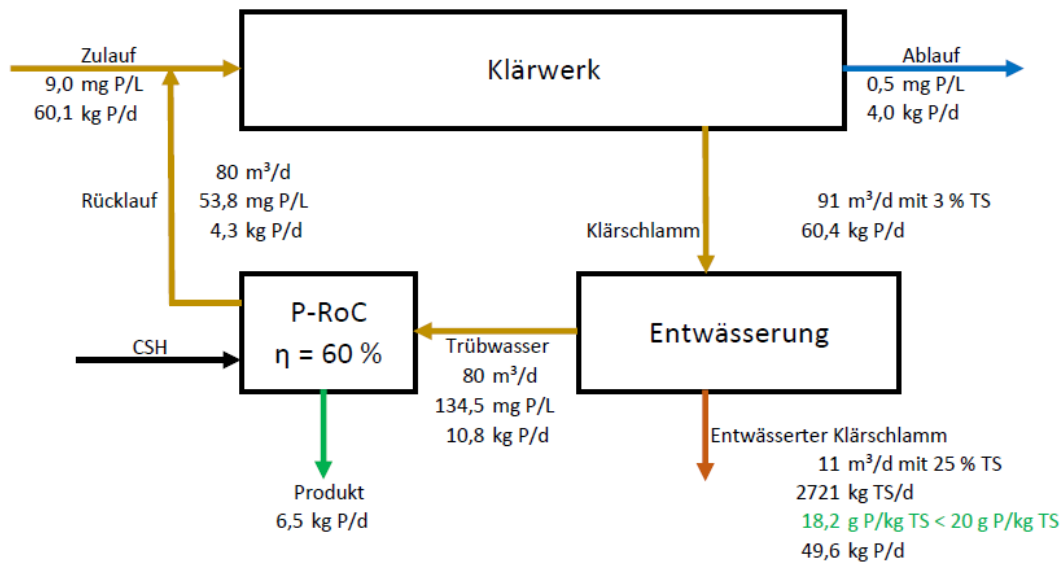 Zulauf
9,0 mg P/L
60,1 kg P/d
Klärwerk
Ablauf
0,5 mg P/L
4,0 kg P/d
Rücklauf
80 m³/d
53,8 mg P/L
4,3 kg P/d
Klärschlamm
91 m³/d mit 3 % TS
60,4 kg P/d
P-RoC
η = 60 %
CSH
Trübwasser
80 m³/d
134,5 mg P/L
10,8 kg P/d
Entwässerung
Produkt
6,5 kg P/d
Entwässerter Klärschlamm
11 m³/d mit 25 % TS
2721 kg TS/d
18,2 g P/kg TS < 20 g P/kg TS
49,6 kg P/d